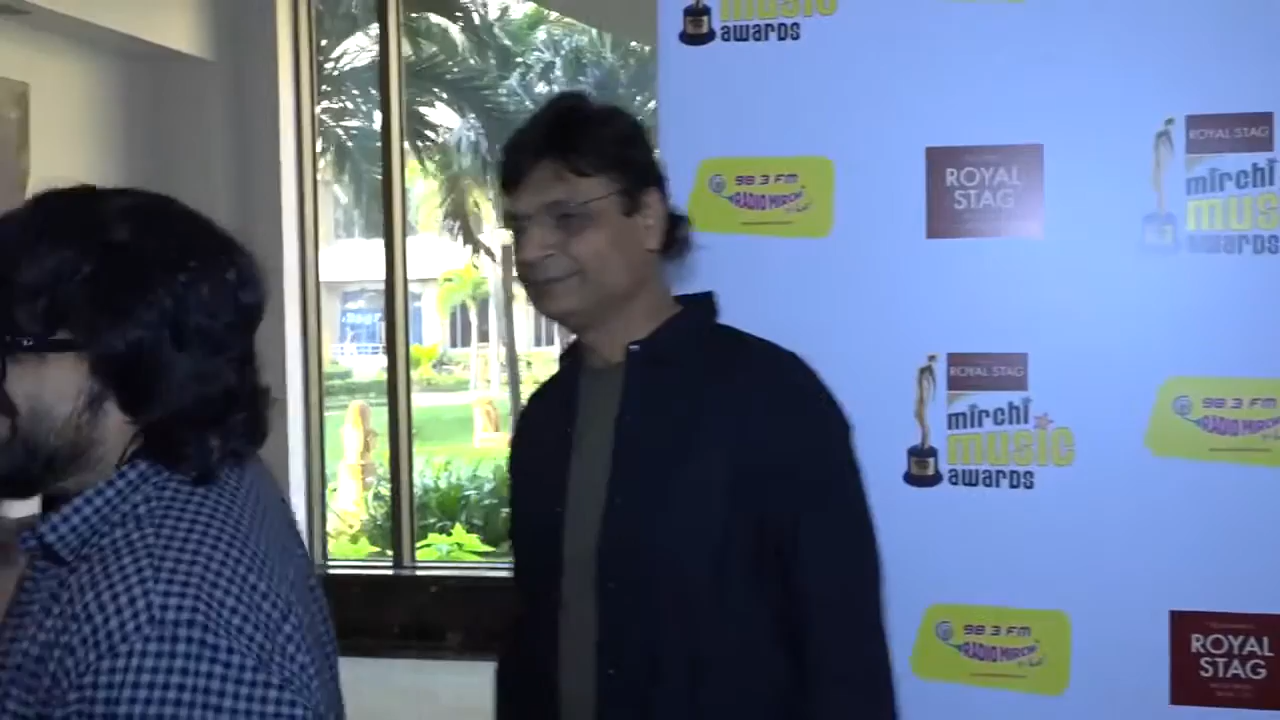 music
awards
98.3 FM
RADIO MIRCHI
ROYAL
STAG
ROYAL STAG
mirchi
music
awards
ROYAL STAG
mirchi
music
awards
98.3 FM
RADIO MIRCHI
98.3 FM
RADIO MIRCHI
ROYAL
STAG